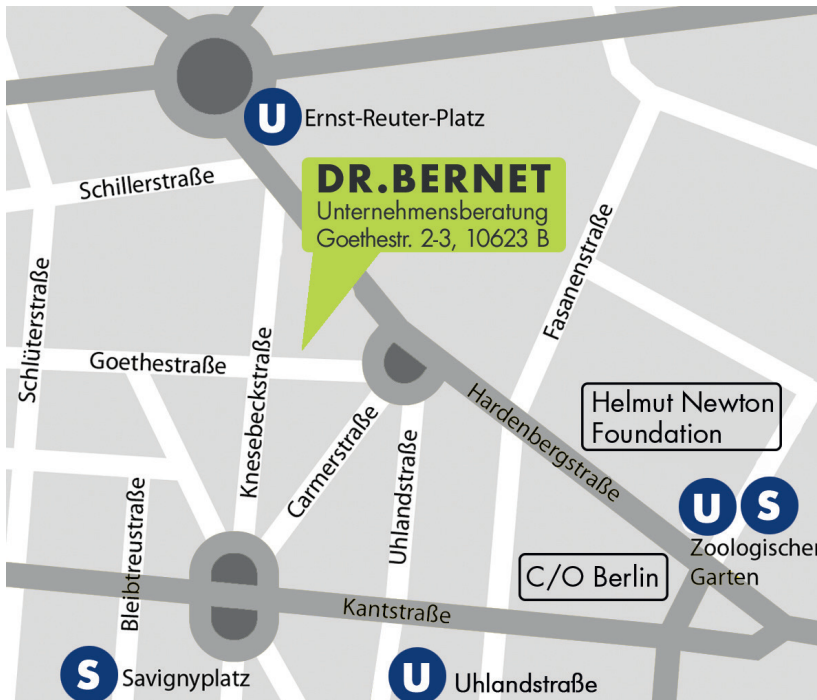 U Ernst-Reuter-Platz
Schillerstraße
DR.BERNET
Unternehmensberatung
Goethestr. 2-3, 10623 B
Fasanenstraße
Schlüterstraße
Goethestraße
Knesebeckstraße
Hardenbergstraße
Helmut Newton
Foundation
Carmerstraße
Uhlandstraße
Bleibtreustraße
U S
Zoologischer
Garten
C/O Berlin
Kantstraße
S Savignyplatz
U Uhlandstraße